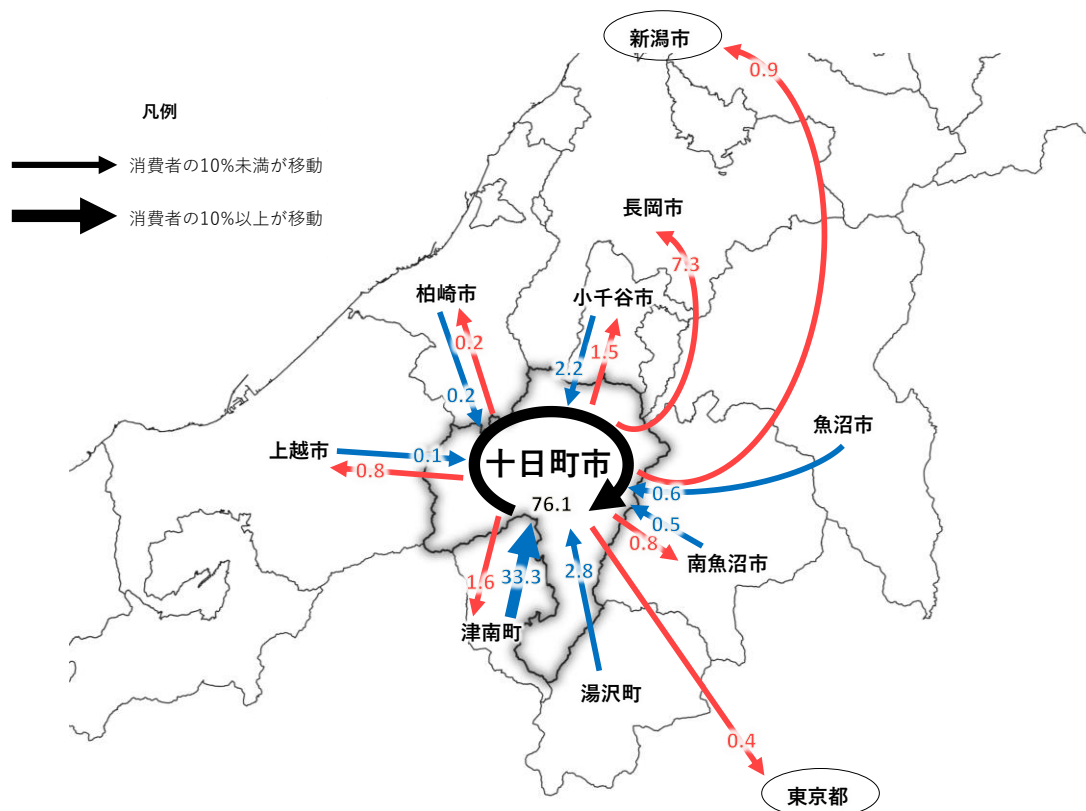 新潟市
0.9
凡例
消費者の10%未満が移動
消費者の10%以上が移動
長岡市
7.3
柏崎市
小千谷市
0.2
1.5
2.2
0.2
魚沼市
上越市
0.1
0.8
十日町市
76.1
0.6
0.5
0.8
南魚沼市
1.6
33.3
2.8
津南町
湯沢町
0.4
東京都